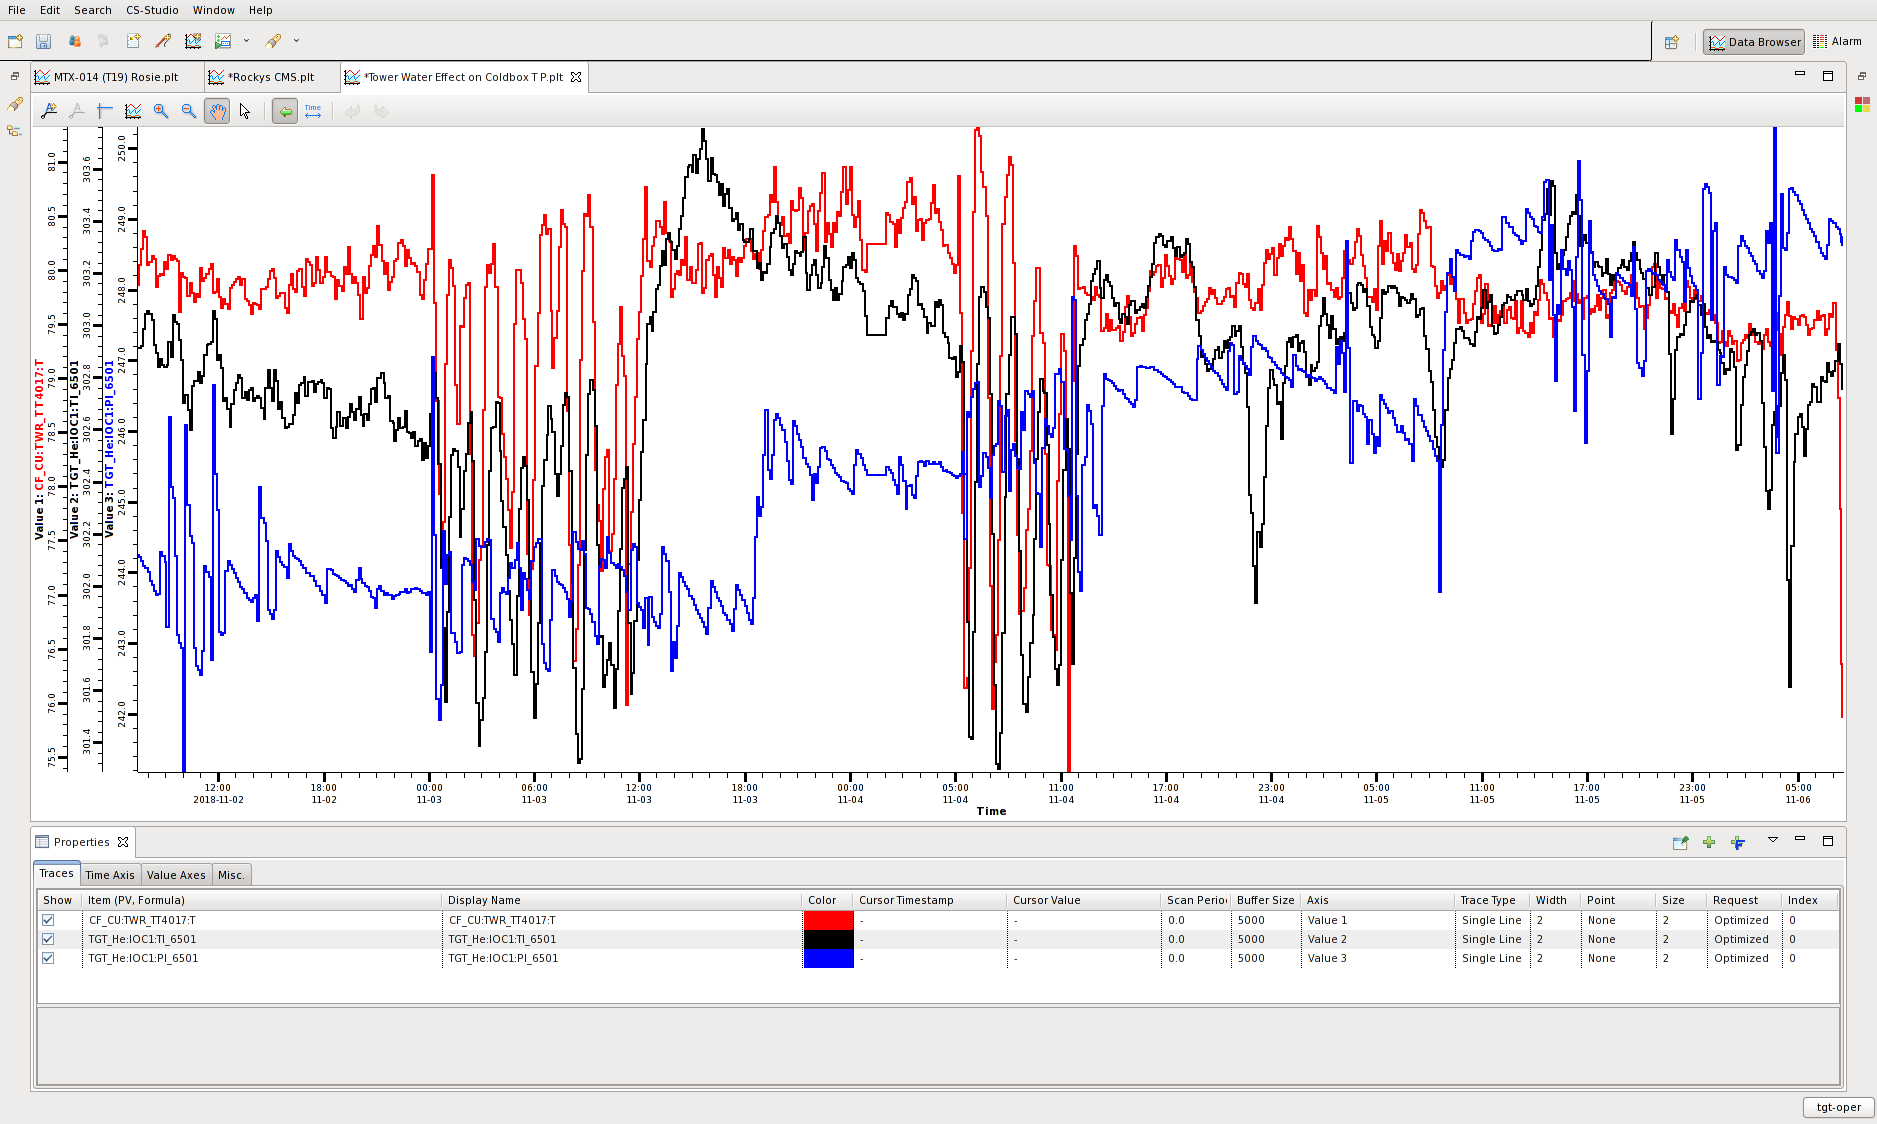 File Edit Search CS-Studio Window Help
Data Browser Alarm
MTX-014 (T19) Rosie.plt *Rockys CMS.plt *Tower Water Effect on Coldbox T P.plt
Time
Value 1: CF_CU:TWR_TT4017:T
81.0 80.5 80.0 79.5 79.0 78.5 78.0 77.5 77.0 76.5 76.0 75.5
Value 2: TGT_He:IOC1:TI_6501
303.6 303.4 303.2 303.0 302.8 302.6 302.4 302.2 302.0 301.8 301.6 301.4
Value 3: TGT_He:IOC1:PI_6501
250.0 249.0 248.0 247.0 246.0 245.0 244.0 243.0 242.0
12:00 18:00 00:00 06:00 12:00 18:00 00:00 05:00 11:00 17:00 23:00 05:00 11:00 17:00 23:00 05:00
2018-11-02 11-02 11-03 11-03 11-03 11-03 11-04 11-04 11-04 11-04 11-04 11-05 11-05 11-05 11-05 11-06
Time
Properties
Traces Time Axis Value Axes Misc.
Show Item (PV, Formula) Display Name Color Cursor Timestamp Cursor Value Scan Perio Buffer Size Axis Trace Type Width Point Size Request Index
CF_CU:TWR_TT4017:T CF_CU:TWR_TT4017:T - - 0.0 5000 Value 1 Single Line 2 None 2 Optimized 0
TGT_He:IOC1:TI_6501 TGT_He:IOC1:TI_6501 - - 0.0 5000 Value 2 Single Line 2 None 2 Optimized 0
TGT_He:IOC1:PI_6501 TGT_He:IOC1:PI_6501 - - 0.0 5000 Value 3 Single Line 2 None 2 Optimized 0
tgt-oper